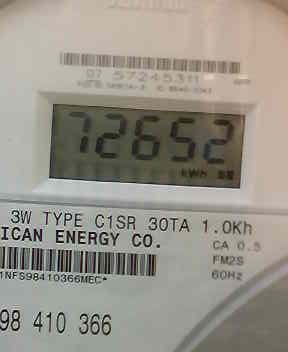 07 57245311
72652
kWh
3W TYPE C1SR 30TA 1.0Kh
ICAN ENERGY CO.
CA 0.5
FM2S
60Hz
1NFS98410366MEC*
98 410 366